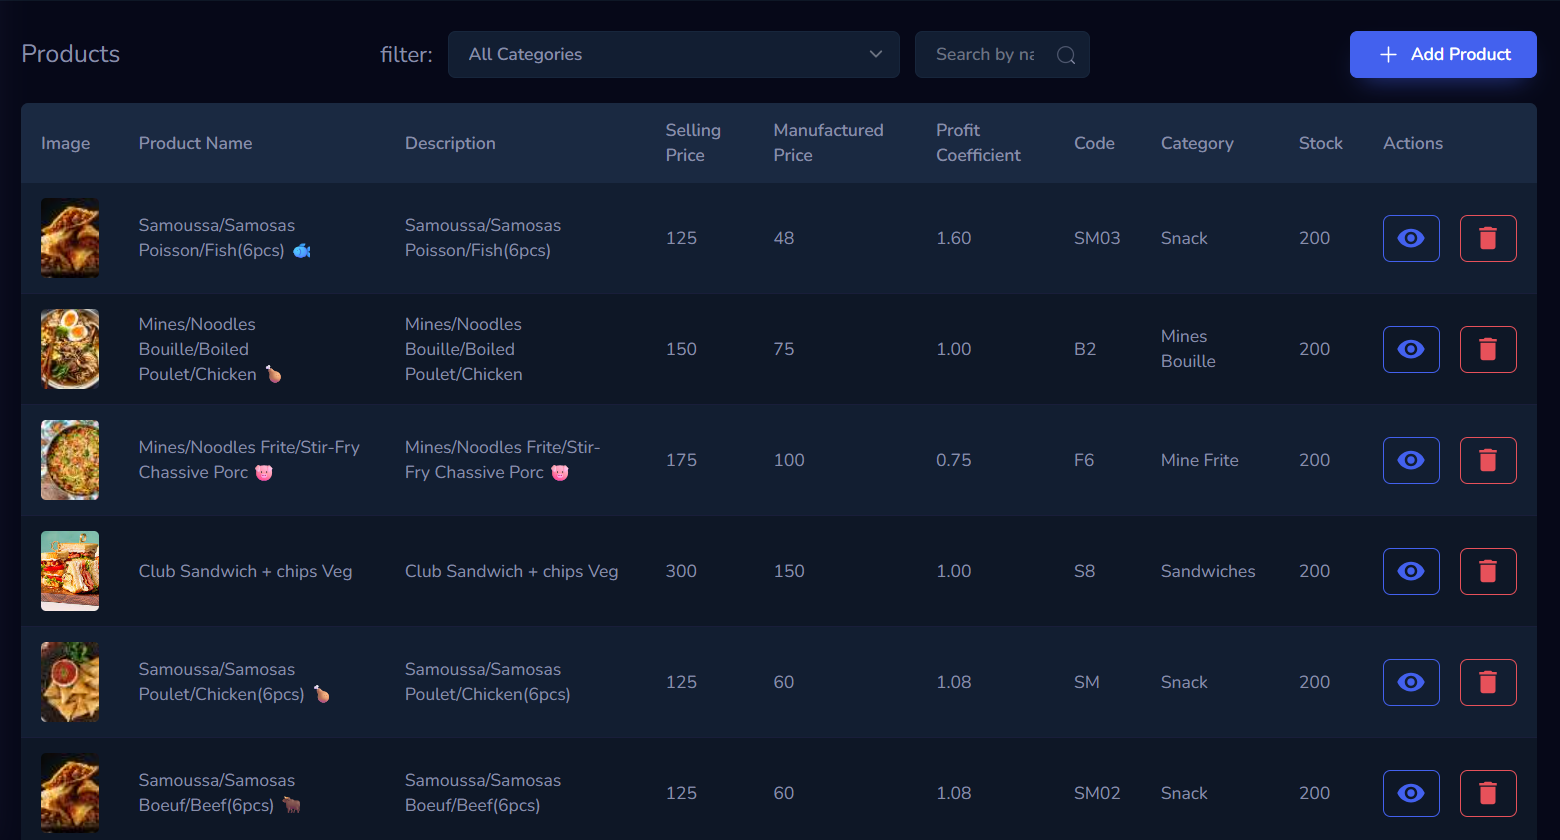 Products
filter:
All Categories
Search by na
Add Product
Image
Product Name
Description
Selling
Price
Manufactured
Price
Profit
Coefficient
Code
Category
Stock
Actions
Samoussa/Samosas
Poisson/Fish(6pcs) 🐟
Samoussa/Samosas
Poisson/Fish(6pcs)
125
48
1.60
SM03
Snack
200
Mines/Noodles
Bouille/Boiled
Poulet/Chicken 🍗
Mines/Noodles
Bouille/Boiled
Poulet/Chicken
150
75
1.00
B2
Mines
Bouille
200
Mines/Noodles Frite/Stir-Fry
Chassive Porc 🐷
Mines/Noodles Frite/Stir-
Fry Chassive Porc 🐷
175
100
0.75
F6
Mine Frite
200
Club Sandwich + chips Veg
Club Sandwich + chips Veg
300
150
1.00
S8
Sandwiches
200
Samoussa/Samosas
Poulet/Chicken(6pcs) 🍗
Samoussa/Samosas
Poulet/Chicken(6pcs)
125
60
1.08
SM
Snack
200
Samoussa/Samosas
Boeuf/Beef(6pcs) 🐂
Samoussa/Samosas
Boeuf/Beef(6pcs)
125
60
1.08
SM02
Snack
200